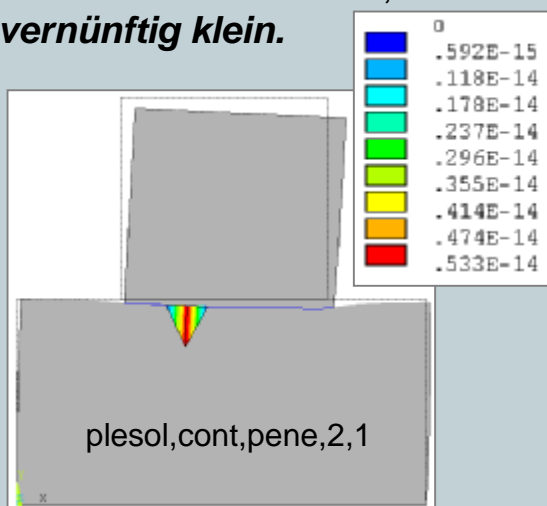 vernünftig klein.
0
.592E-15
.118E-14
.178E-14
.237E-14
.296E-14
.355E-14
.414E-14
.474E-14
.533E-14
plesol,cont,pene,2,1
X